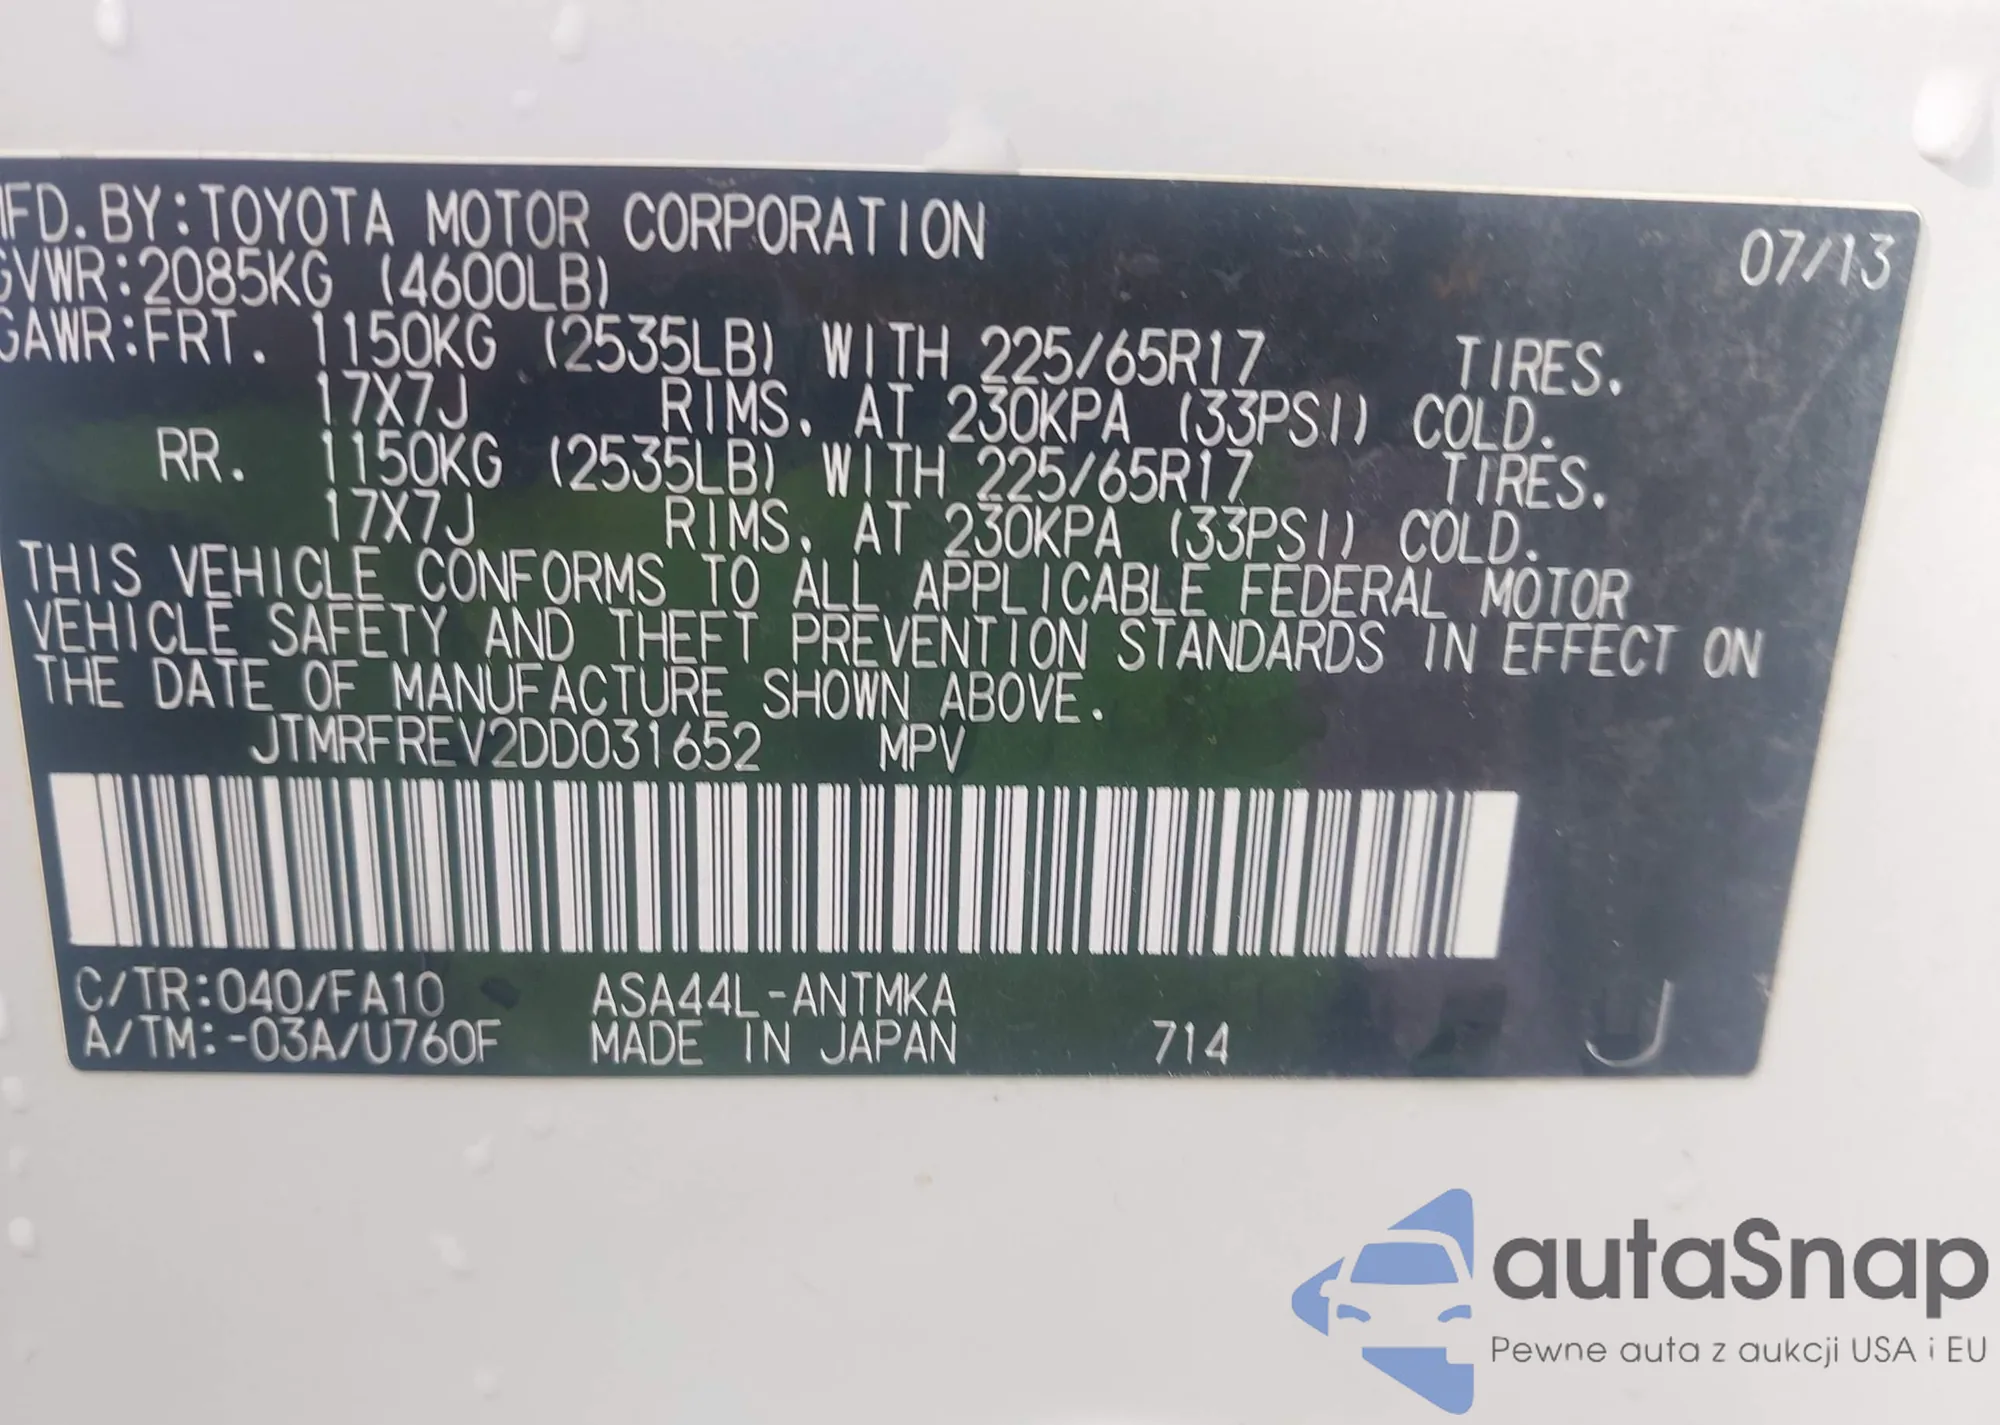 MFD. BY:TOYOTA MOTOR CORPORATION 07/13
GVWR:2085KG (4600LB)
GAWR:FRT. 1150KG (2535LB) WITH 225/65R17 TIRES.
17X7J RIMS. AT 230KPA (33PSI) COLD.
RR. 1150KG (2535LB) WITH 225/65R17 TIRES.
17X7J RIMS. AT 230KPA (33PSI) COLD.
THIS VEHICLE CONFORMS TO ALL APPLICABLE FEDERAL MOTOR
VEHICLE SAFETY AND THEFT PREVENTION STANDARDS IN EFFECT ON
THE DATE OF MANUFACTURE SHOWN ABOVE.
JTMRFREV2DD031652 MPV
C/TR:040/FA10 ASA44L-ANTMKA
A/TM:-03A/U760F MADE IN JAPAN 714 J
autaSnap
Pewne auta z aukcji USA i EU